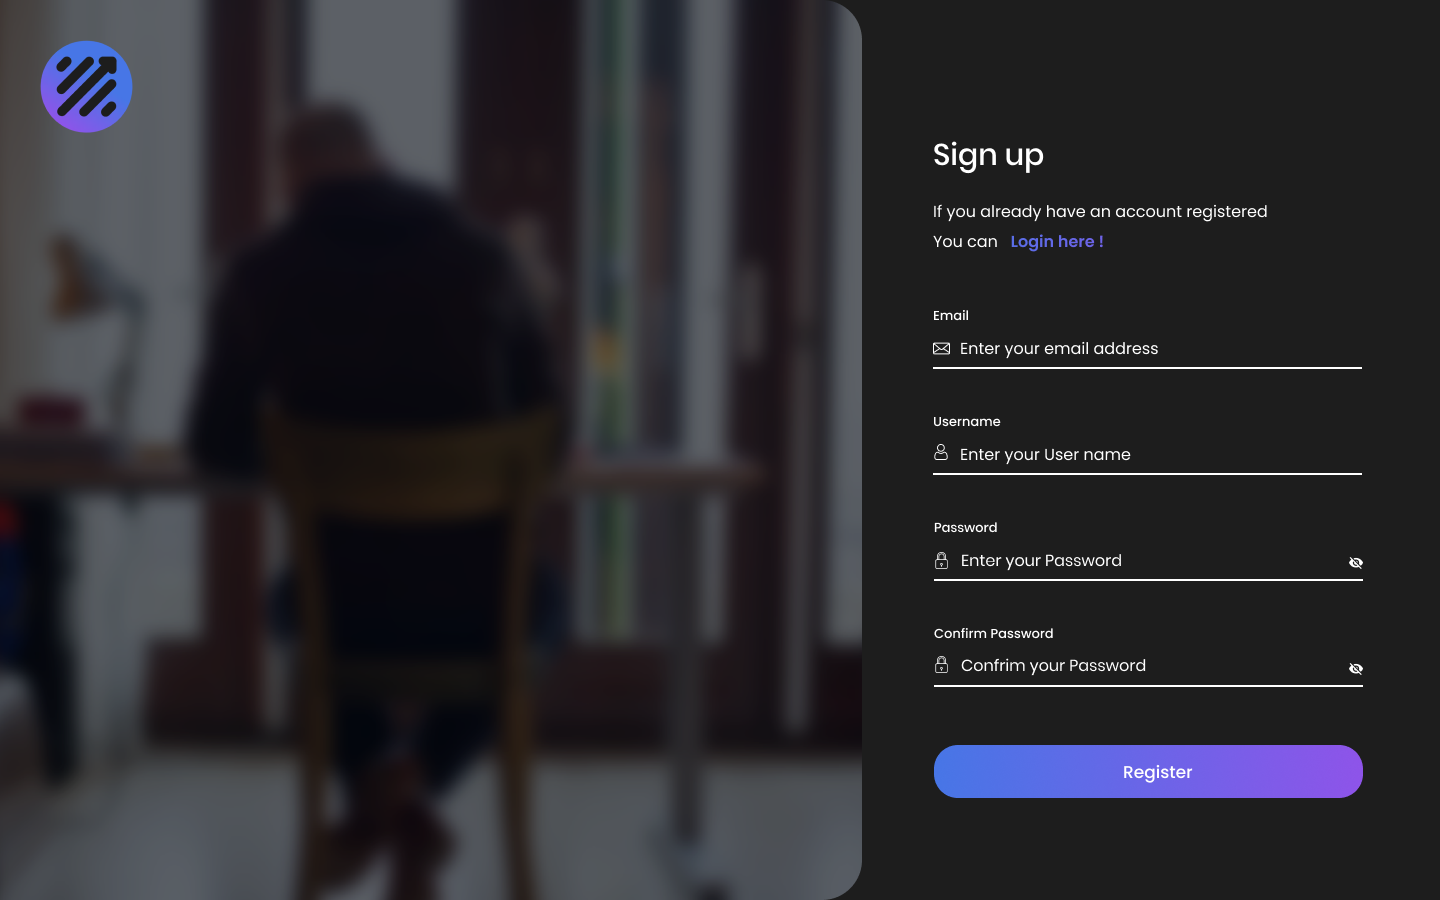 Sign up
If you already have an account registered
You can Login here !
Email
Enter your email address
Username
Enter your User name
Password
Enter your Password
Confirm Password
Confrim your Password
Register